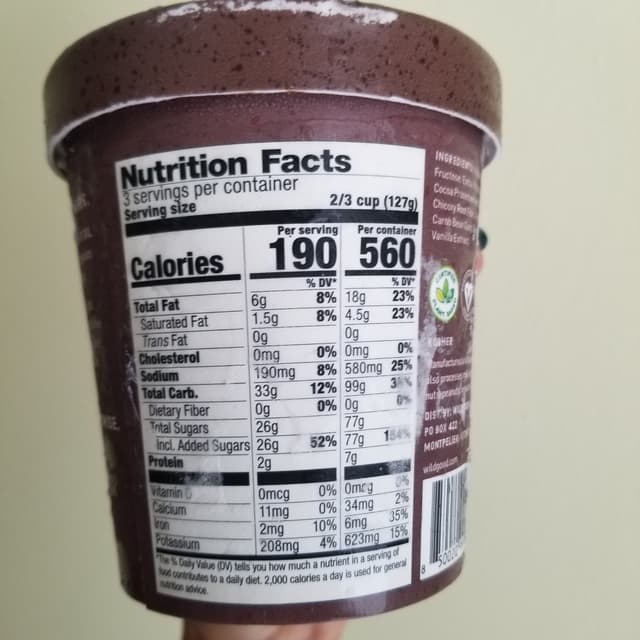 Nutrition Facts
3 servings per container
Serving size 2/3 cup (127g)
Per serving Per container
Calories 190 560
% DV* % DV*
Total Fat 6g 8% 18g 23%
Saturated Fat 1.5g 8% 4.5g 23%
Trans Fat 0g 0g
Cholesterol 0mg 0% 0mg 0%
Sodium 190mg 8% 580mg 25%
Total Carb. 33g 12% 99g
Dietary Fiber 0g 0% 0g 0%
Total Sugars 26g 77g
Incl. Added Sugars 26g 52% 77g 154%
Protein 2g 7g
Vitamin D 0mcg 0% 0mcg 0%
Calcium 11mg 0% 34mg 2%
Iron 2mg 10% 6mg 35%
Potassium 208mg 4% 623mg 15%
*The % Daily Value (DV) tells you how much a nutrient in a serving of
food contributes to a daily diet. 2,000 calories a day is used for general
nutrition advice.
Fructose
Cocoa
Chicory Root
Carob Bean
Vanilla
DIST. BY:
PO BOX 422
MONTPELIER
wildgood.com